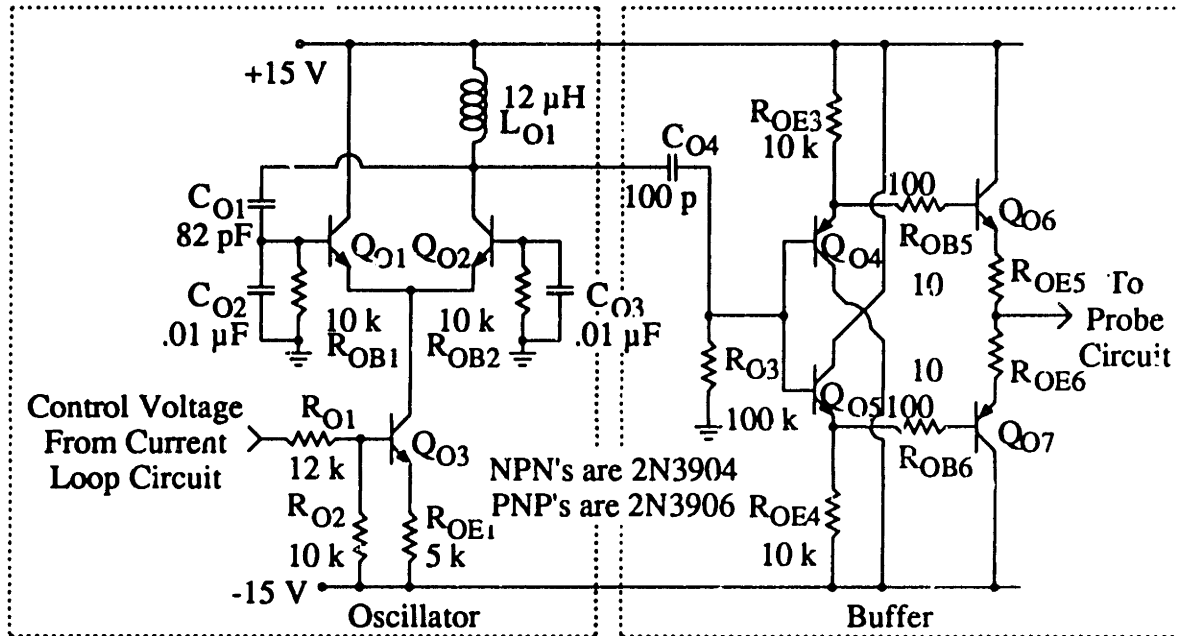 +15 V
12 µH
L_O1
C_O4
100 p
R_OE3
10 k
100
R_OB5
Q_O6
C_O1
82 pF
Q_O1
Q_O2
Q_O4
10
R_OE5
To
Probe
Circuit
C_O2
.01 µF
10 k
R_OB1
10 k
R_OB2
C_O3
.01 µF
R_O3
100 k
10
R_OE6
Q_O5
100
R_OB6
Q_O7
Control Voltage
From Current
Loop Circuit
R_O1
12 k
Q_O3
NPN's are 2N3904
PNP's are 2N3906
R_O2
10 k
R_OE1
5 k
R_OE4
10 k
-15 V
Oscillator
Buffer